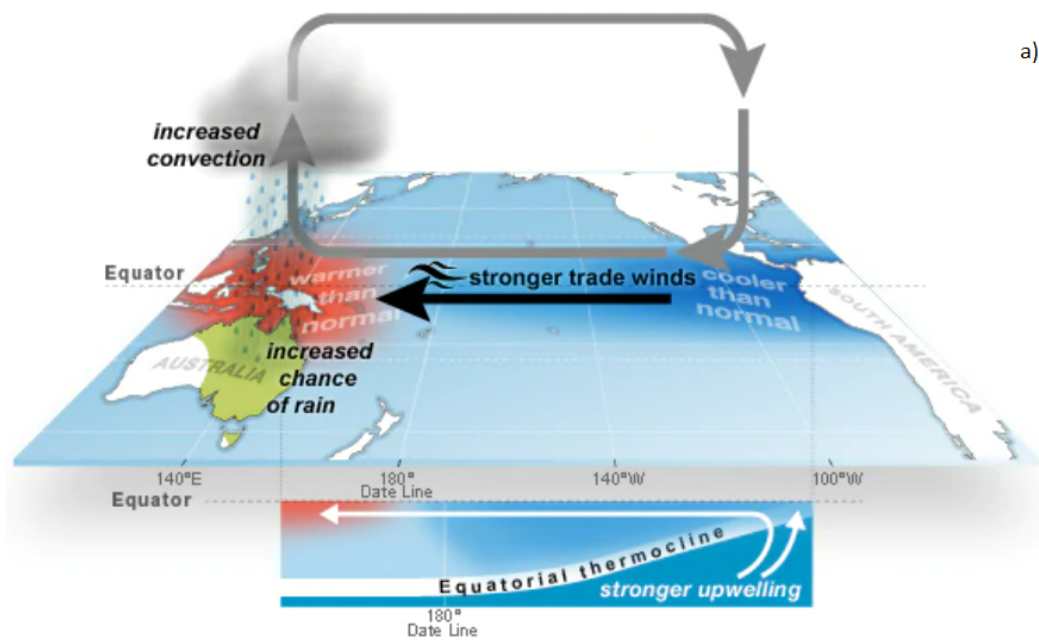 a)
increased
convection
Equator
warmer
than
normal
stronger trade winds
cooler
than
normal
AUSTRALIA
increased
chance
of rain
SOUTH AMERICA
140°E
180°
Date Line
140°W
100°W
Equator
Equatorial thermocline
stronger upwelling
180°
Date Line